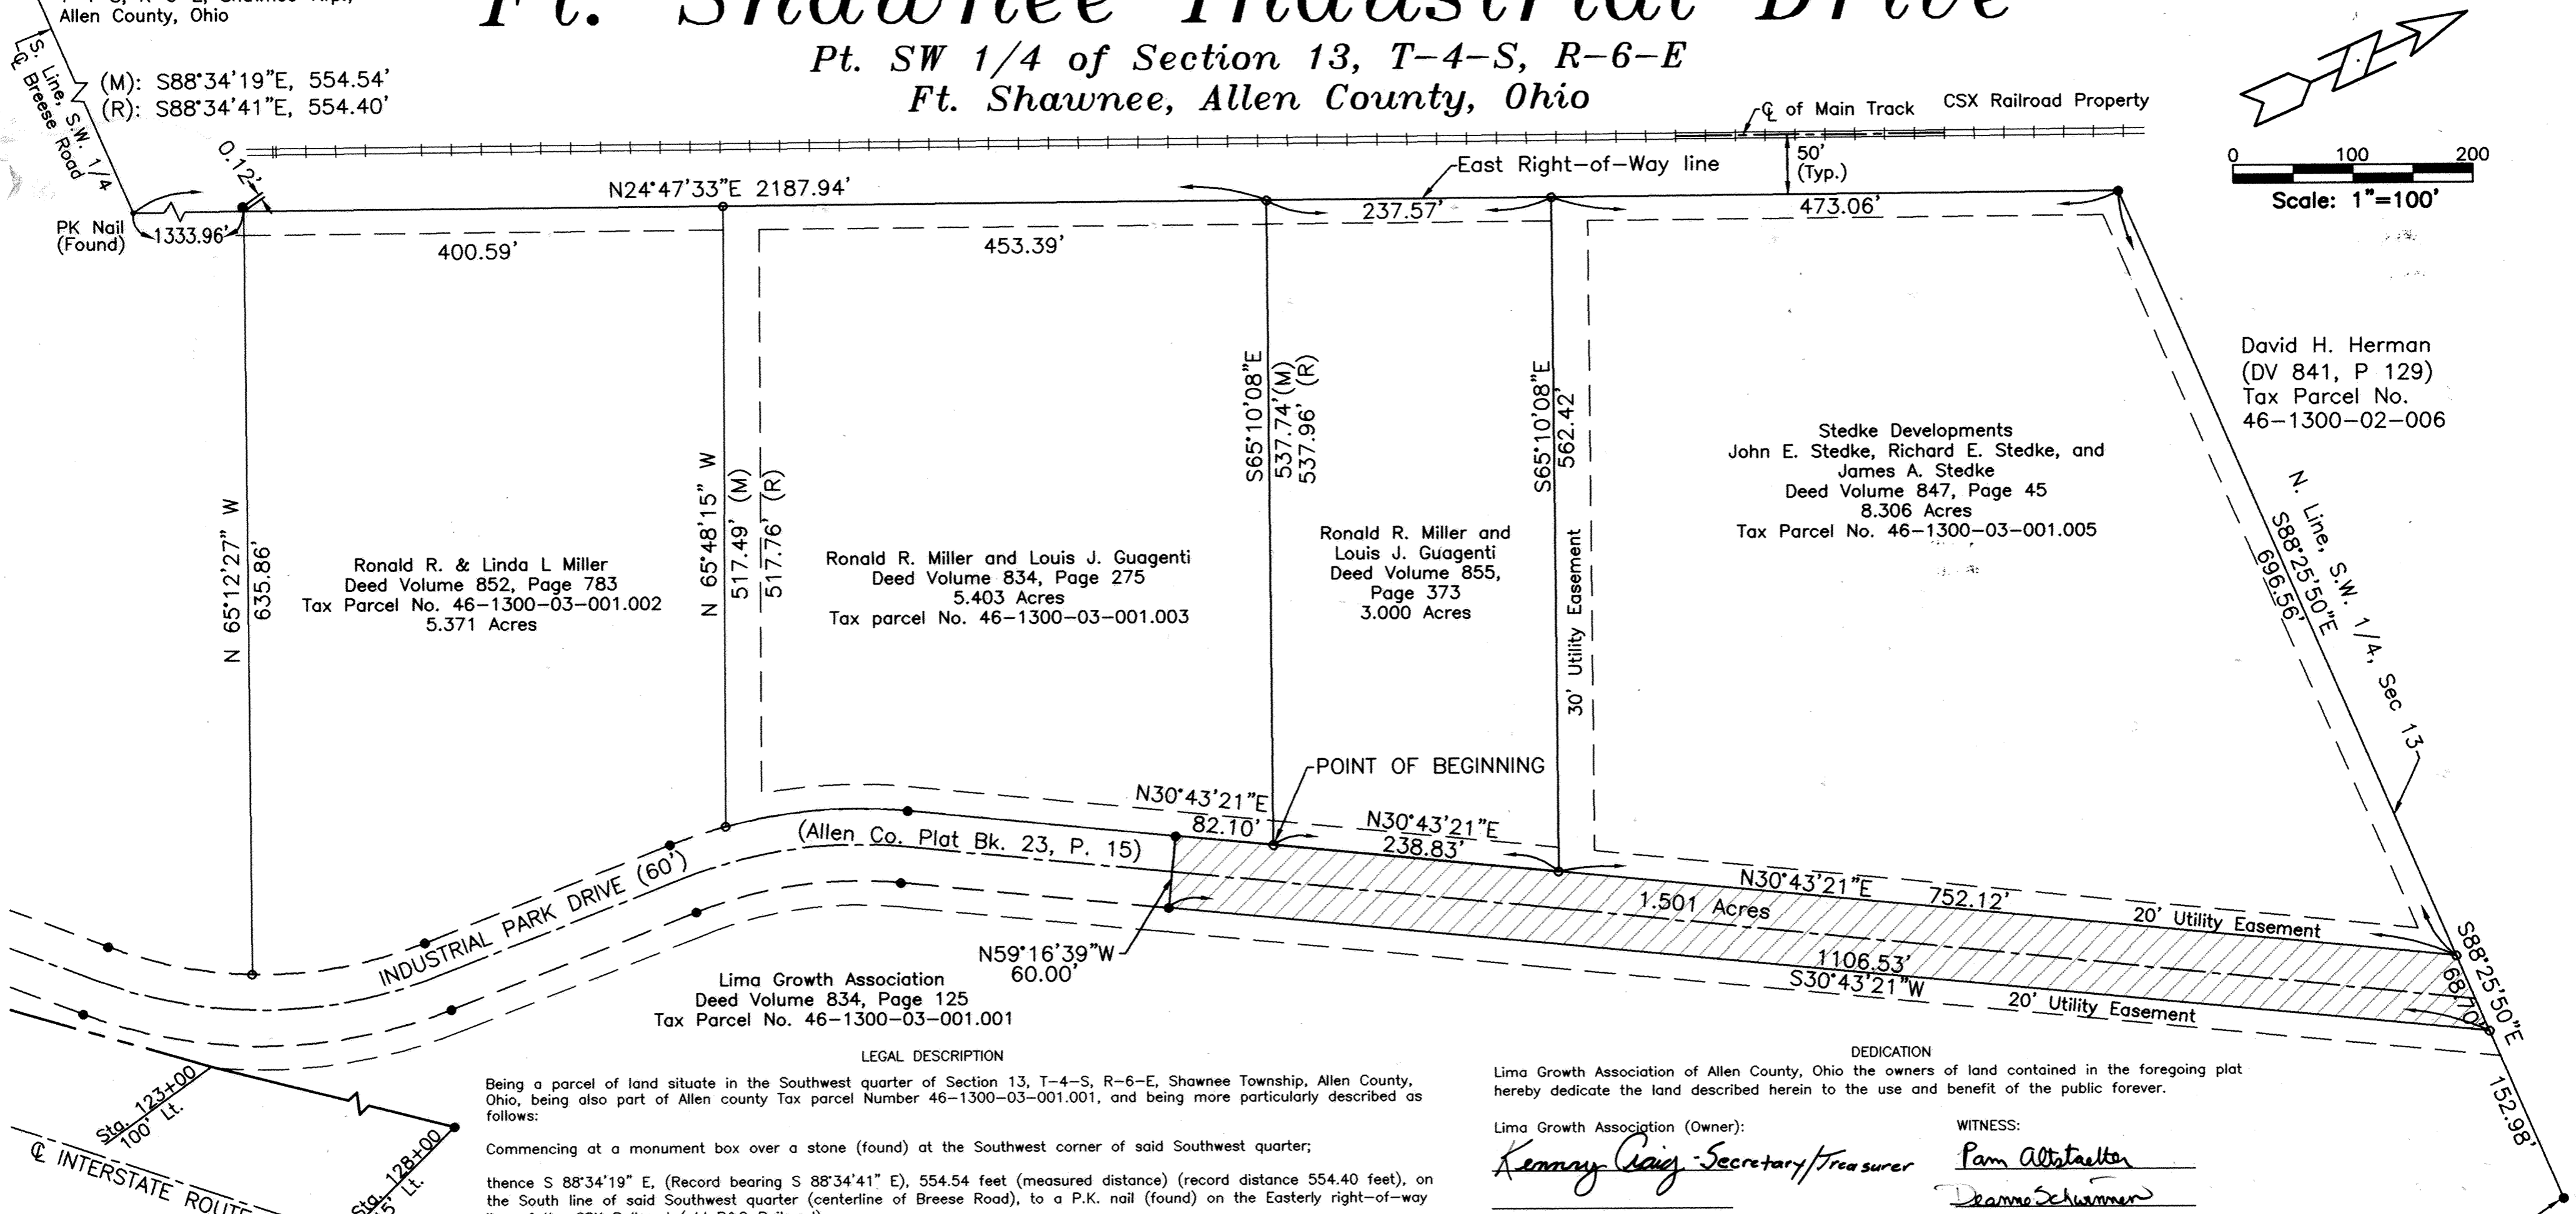 Allen County, Ohio
Ft. Shawnee Industrial Drive
Pt. SW 1/4 of Section 13, T-4-S, R-6-E
Ft. Shawnee, Allen County, Ohio
S. Line, S.W. 1/4
℄ Breese Road
(M): S88°34'19"E, 554.54'
(R): S88°34'41"E, 554.40'
℄ of Main Track
CSX Railroad Property
0 100 200
Scale: 1"=100'
0.12'
N24°47'33"E 2187.94'
East Right-of-Way line
50'
(Typ.)
PK Nail
(Found)
1333.96'
400.59'
453.39'
237.57'
473.06'
David H. Herman
(DV 841, P 129)
Tax Parcel No.
46-1300-02-006
N 65°12'27" W
635.86'
Ronald R. & Linda L Miller
Deed Volume 852, Page 783
Tax Parcel No. 46-1300-03-001.002
5.371 Acres
N 65°48'15" W
517.49' (M)
517.76' (R)
Ronald R. Miller and Louis J. Guagenti
Deed Volume 834, Page 275
5.403 Acres
Tax parcel No. 46-1300-03-001.003
S65°10'08"E
537.74'(M)
537.96' (R)
Ronald R. Miller and
Louis J. Guagenti
Deed Volume 855,
Page 373
3.000 Acres
S65°10'08"E
562.42'
30' Utility Easement
Stedke Developments
John E. Stedke, Richard E. Stedke, and
James A. Stedke
Deed Volume 847, Page 45
8.306 Acres
Tax Parcel No. 46-1300-03-001.005
N. Line, S.W. 1/4, Sec 13
S88°25'50"E
696.56'
POINT OF BEGINNING
N30°43'21"E
82.10'
N30°43'21"E
238.83'
(Allen Co. Plat Bk. 23, P. 15)
INDUSTRIAL PARK DRIVE (60')
N30°43'21"E 752.12'
1.501 Acres
20' Utility Easement
1106.53'
S30°43'21"W
20' Utility Easement
S88°25'50"E
68.70'
152.98'
N59°16'39"W
60.00'
Lima Growth Association
Deed Volume 834, Page 125
Tax Parcel No. 46-1300-03-001.001
Sta. 123+00
100' Lt.
Sta. 128+00
Lt.
℄ INTERSTATE ROUTE
LEGAL DESCRIPTION
Being a parcel of land situate in the Southwest quarter of Section 13, T-4-S, R-6-E, Shawnee Township, Allen County,
Ohio, being also part of Allen county Tax parcel Number 46-1300-03-001.001, and being more particularly described as
follows:
Commencing at a monument box over a stone (found) at the Southwest corner of said Southwest quarter;
thence S 88°34'19" E, (Record bearing S 88°34'41" E), 554.54 feet (measured distance) (record distance 554.40 feet), on
the South line of said Southwest quarter (centerline of Breese Road), to a P.K. nail (found) on the Easterly right-of-way
DEDICATION
Lima Growth Association of Allen County, Ohio the owners of land contained in the foregoing plat
hereby dedicate the land described herein to the use and benefit of the public forever.
Lima Growth Association (Owner):
WITNESS:
Kenny Craig - Secretary/Treasurer
Pam Altstaetter